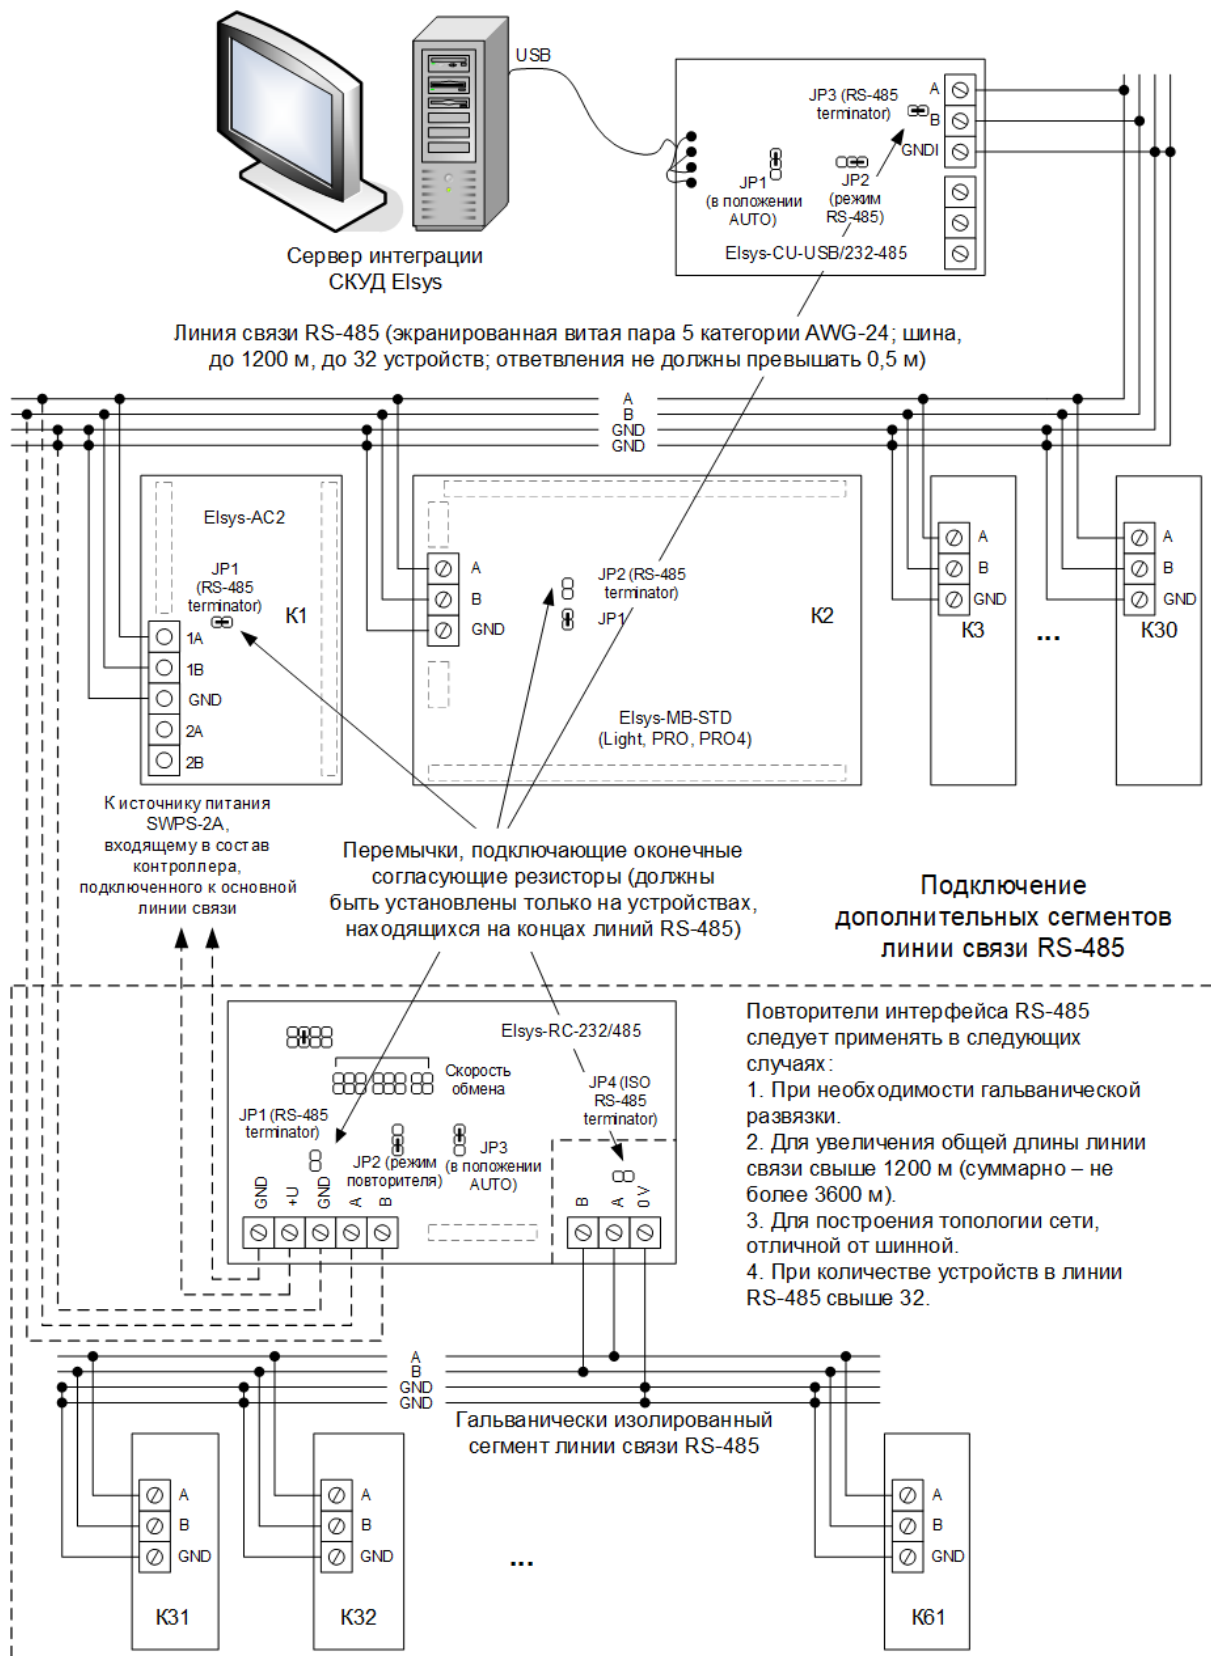 USB
JP3 (RS-485
terminator)
A
B
GNDI
JP1
(в положении
AUTO)
JP2
(режим
RS-485)
Elsys-CU-USB/232-485
Сервер интеграции
СКУД Elsys
Линия связи RS-485 (экранированная витая пара 5 категории AWG-24; шина,
до 1200 м, до 32 устройств; ответвления не должны превышать 0,5 м)
A
B
GND
GND
Elsys-AC2
JP1
(RS-485
terminator)
К1
1A
1B
GND
2A
2B
A
B
GND
JP2 (RS-485
terminator)
JP1
К2
Elsys-MB-STD
(Light, PRO, PRO4)
A
B
GND
К3
...
A
B
GND
К30
К источнику питания
SWPS-2A,
входящему в состав
контроллера,
подключенного к основной
линии связи
Перемычки, подключающие оконечные
согласующие резисторы (должны
быть установлены только на устройствах,
находящихся на концах линий RS-485)
Подключение
дополнительных сегментов
линии связи RS-485
Elsys-RC-232/485
Скорость
обмена
JP1 (RS-485
terminator)
JP2 (режим
повторителя)
JP3
(в положении
AUTO)
JP4 (ISO
RS-485
terminator)
GND
+U
GND
A
B
B
A
0 V
Повторители интерфейса RS-485
следует применять в следующих
случаях:
1. При необходимости гальванической
развязки.
2. Для увеличения общей длины линии
связи свыше 1200 м (суммарно – не
более 3600 м).
3. Для построения топологии сети,
отличной от шинной.
4. При количестве устройств в линии
RS-485 свыше 32.
A
B
GND
GND
Гальванически изолированный
сегмент линии связи RS-485
A
B
GND
К31
A
B
GND
К32
...
A
B
GND
К61